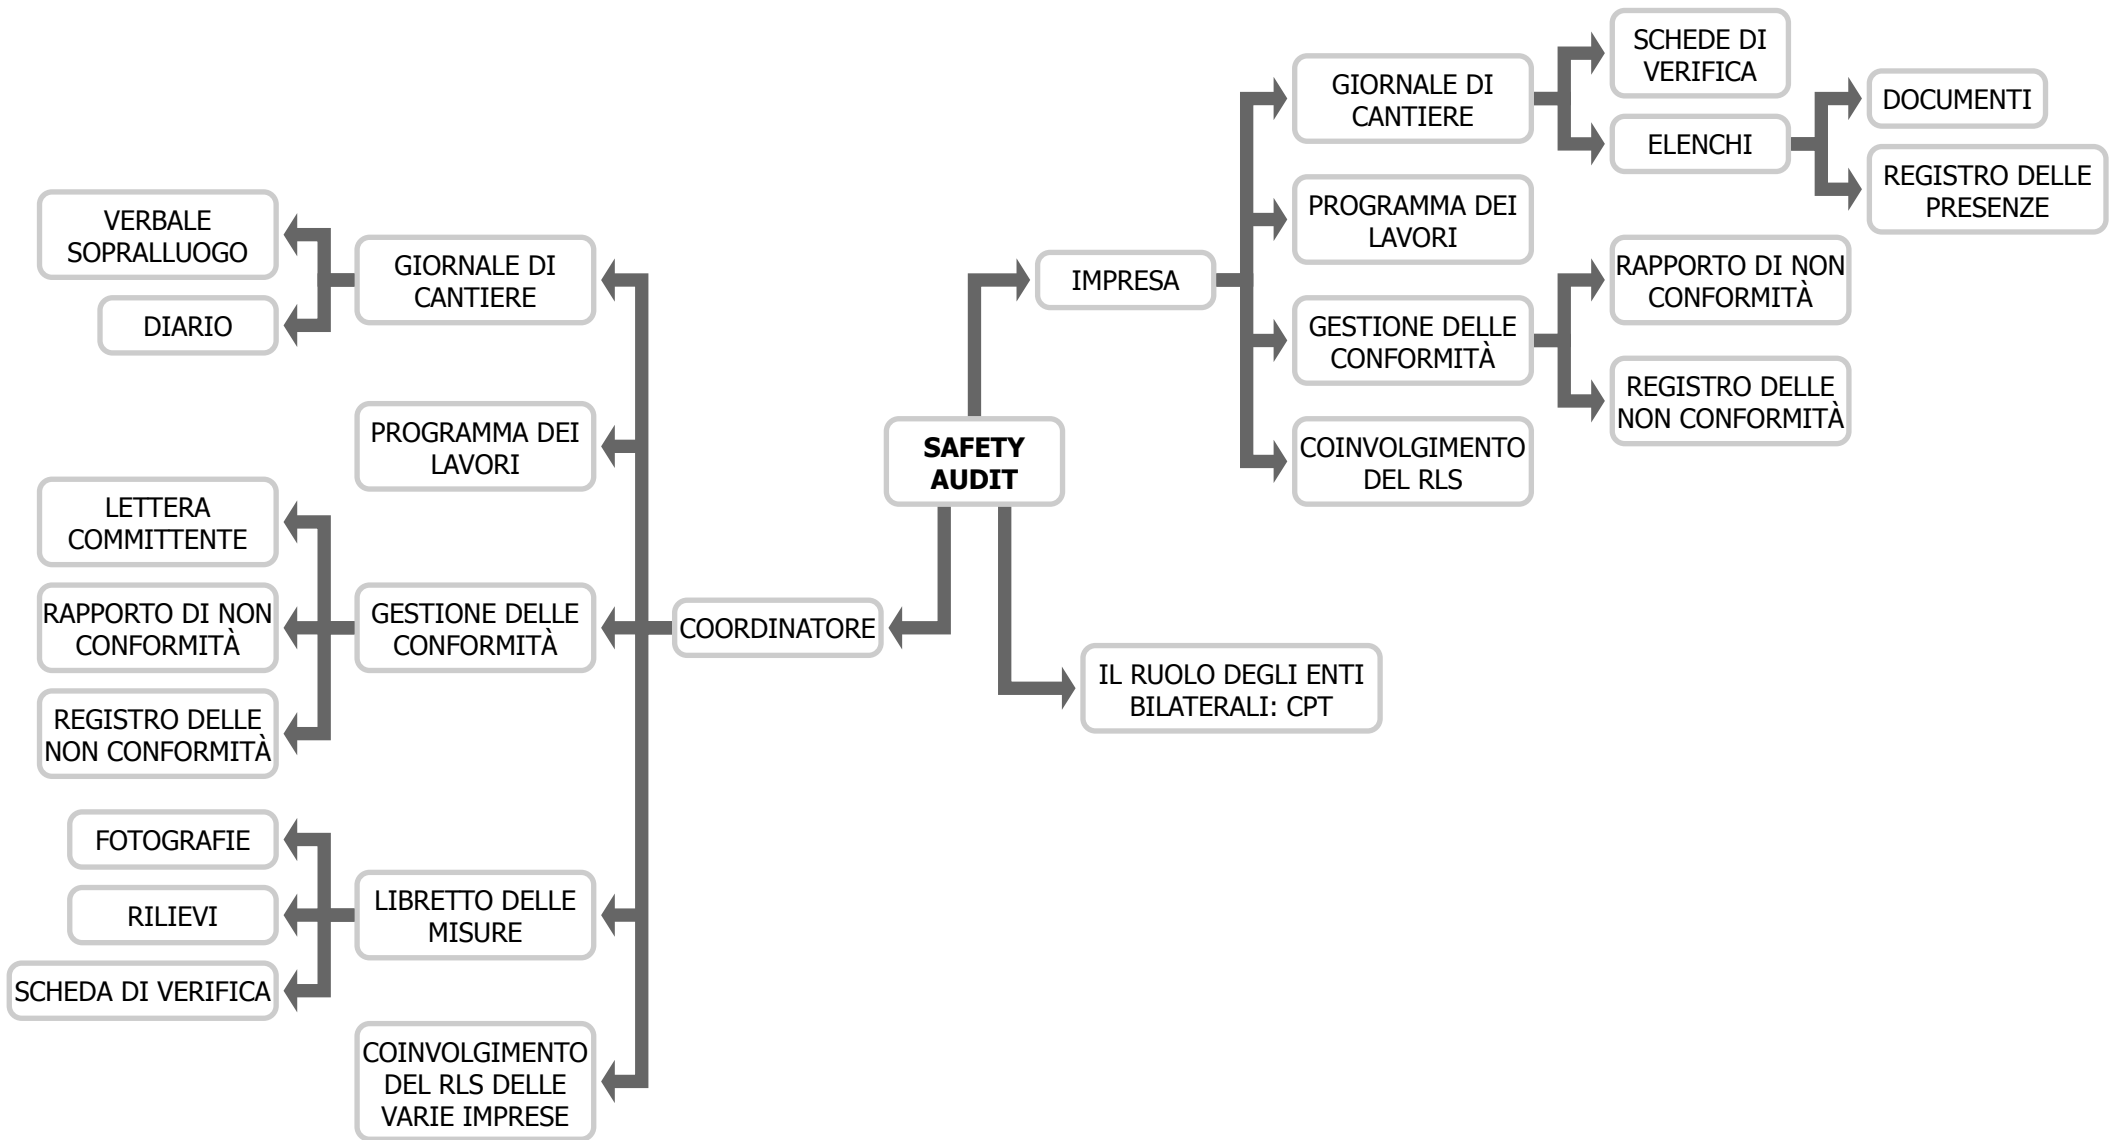 SCHEDE DI
VERIFICA
GIORNALE DI
CANTIERE
DOCUMENTI
ELENCHI
REGISTRO DELLE
PRESENZE
PROGRAMMA DEI
LAVORI
IMPRESA
RAPPORTO DI NON
CONFORMITÀ
GESTIONE DELLE
CONFORMITÀ
REGISTRO DELLE
NON CONFORMITÀ
COINVOLGIMENTO
DEL RLS
SAFETY
AUDIT
IL RUOLO DEGLI ENTI
BILATERALI: CPT
COORDINATORE
GIORNALE DI
CANTIERE
VERBALE
SOPRALLUOGO
DIARIO
PROGRAMMA DEI
LAVORI
GESTIONE DELLE
CONFORMITÀ
LETTERA
COMMITTENTE
RAPPORTO DI NON
CONFORMITÀ
REGISTRO DELLE
NON CONFORMITÀ
LIBRETTO DELLE
MISURE
FOTOGRAFIE
RILIEVI
SCHEDA DI VERIFICA
COINVOLGIMENTO
DEL RLS DELLE
VARIE IMPRESE